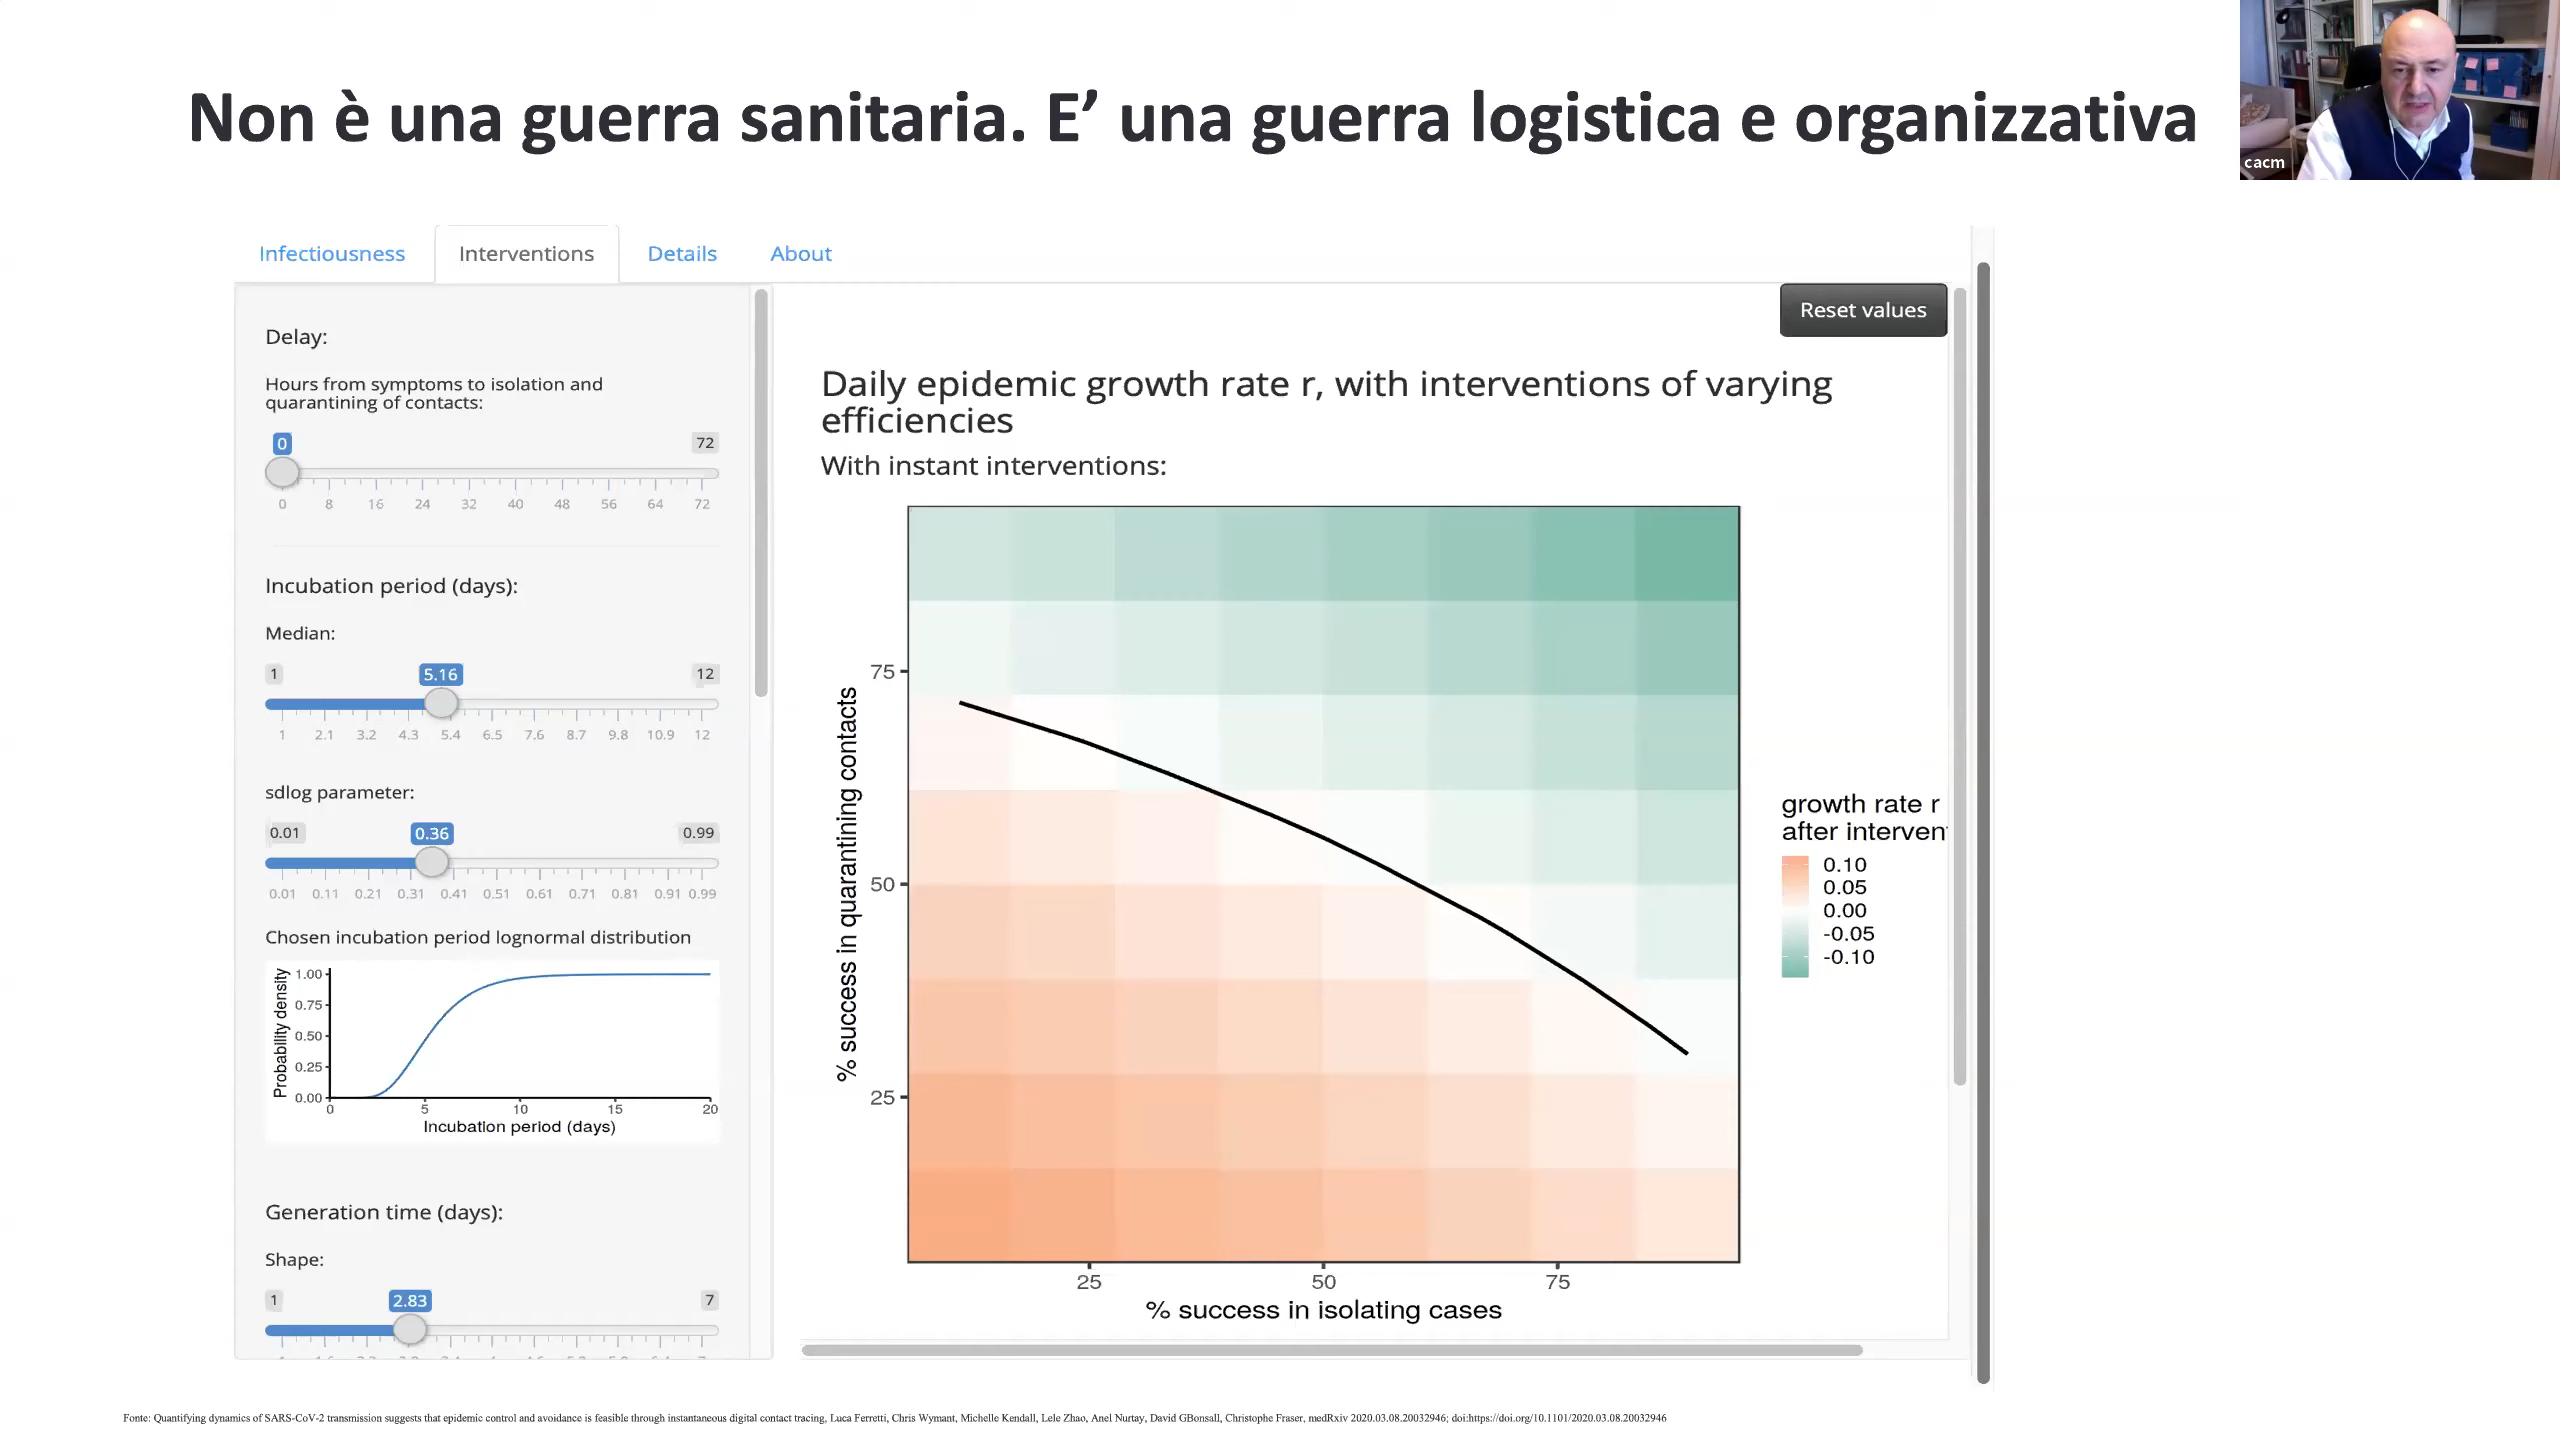 Non è una guerra sanitaria. E’ una guerra logistica e organizzativa
cacm
Infectiousness Interventions Details About
Reset values
Delay:
Hours from symptoms to isolation and
quarantining of contacts:
0 72
0 8 16 24 32 40 48 56 64 72
Incubation period (days):
Median:
1 5.16 12
1 2.1 3.2 4.3 5.4 6.5 7.6 8.7 9.8 10.9 12
sdlog parameter:
0.01 0.36 0.99
0.01 0.11 0.21 0.31 0.41 0.51 0.61 0.71 0.81 0.91 0.99
Chosen incubation period lognormal distribution
Probability density
1.00
0.75
0.50
0.25
0.00
0 5 10 15 20
Incubation period (days)
Generation time (days):
Shape:
1 2.83 7
Daily epidemic growth rate r, with interventions of varying
efficiencies
With instant interventions:
% success in quarantining contacts
75
50
25
25 50 75
% success in isolating cases
growth rate r
after interven
0.10
0.05
0.00
-0.05
-0.10
Fonte: Quantifying dynamics of SARS-CoV-2 transmission suggests that epidemic control and avoidance is feasible through instantaneous digital contact tracing, Luca Ferretti, Chris Wymant, Michelle Kendall, Lele Zhao, Anel Nurtay, David GBonsall, Christophe Fraser, medRxiv 2020.03.08.20032946; doi:https://doi.org/10.1101/2020.03.08.20032946